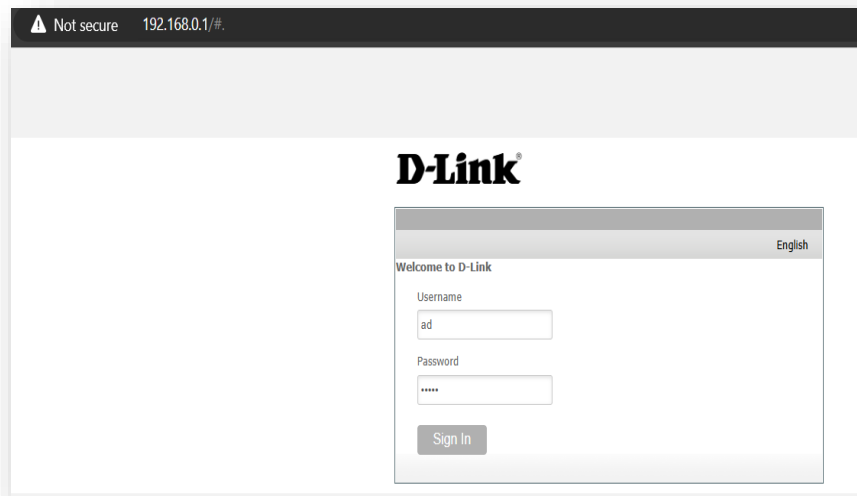 Not secure 192.168.0.1/#.
D-Link®
English
Welcome to D-Link
Username
ad
Password
•••••
Sign In